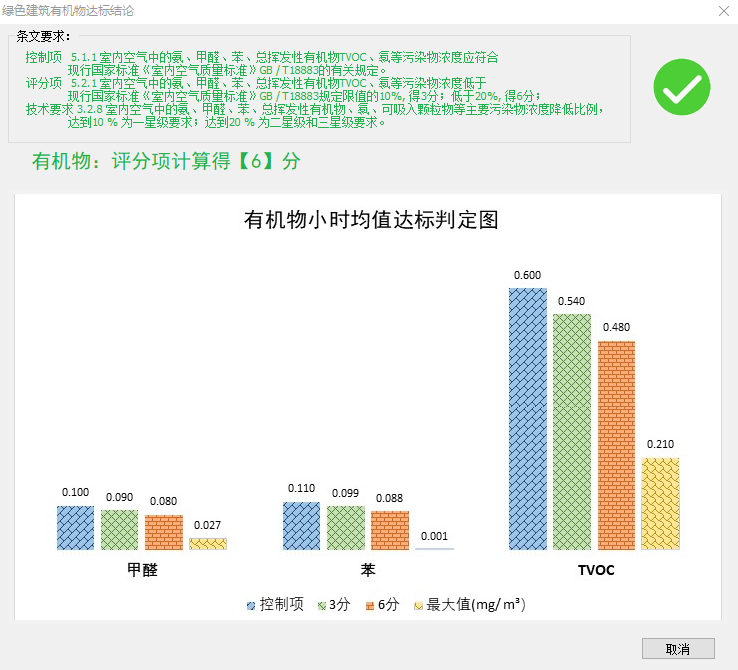 绿色建筑有机物达标结论
条文要求：
控制项 5.1.1 室内空气中的氨、甲醛、苯、总挥发性有机物TVOC、氡等污染物浓度应符合
现行国家标准《室内空气质量标准》GB / T18883的有关规定。
评分项 5.2.1 室内空气中的氨、甲醛、苯、总挥发性有机物TVOC、氡等污染物浓度低于
现行国家标准《室内空气质量标准》GB / T18883规定限值的10%, 得3分；低于20%, 得6分；
技术要求 3.2.8 室内空气中的氨、甲醛、苯、总挥发性有机物、氡、可吸入颗粒物等主要污染物浓度降低比例，
达到10 % 为一星级要求；达到20 % 为二星级和三星级要求。
有机物：评分项计算得【6】分
有机物小时均值达标判定图
0.600
0.540
0.480
0.210
0.100
0.090
0.080
0.027
0.110
0.099
0.088
0.001
甲醛
苯
TVOC
控制项 3分 6分 最大值(mg/m³)
取消